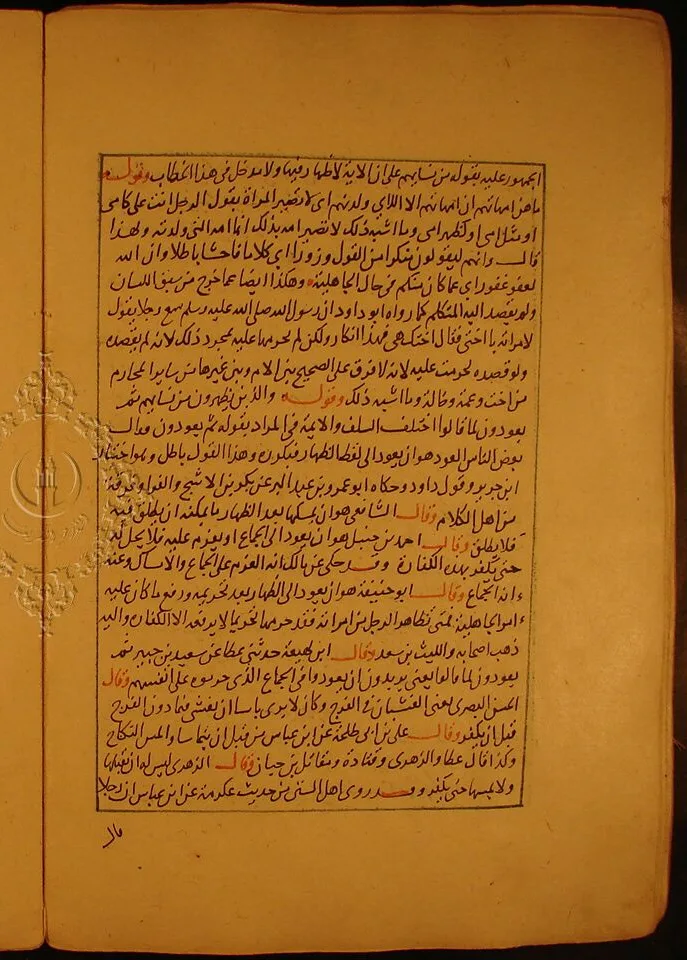 الجمهور عليه بقوله من نسايهم على ان الامة لا ظهار فيها ولا تدخل في هذا الخطاب وقوله
ما هن امهاتهم ان امهاتهم الا اللاي ولدنهم اي لا تصير المراة بقول الرجل انت علي كامي
او مثل امي او كظهر امي وما اشبه ذلك لا تصير امه بذلك انما امه التي ولدته ولهذا
قال وانهم ليقولون منكرا من القول وزورا اي كلاما فاحشا باطلا وان الله
لعفو غفور اي عما كان منكم في حال الجاهلية وهكذا ايضا عما خرج من سبق اللسان
ولم يقصد اليه المتكلم كما رواه ابو داود ان رسول الله صلى الله عليه وسلم سمع رجلا يقول
لامراته يا اختي فقال اختك هي فهذا انكار ولكن لم يحرمها عليه بمجرد ذلك لانه لم يقصده
ولو قصده لحرمت عليه لانه لا فرق على الصحيح بين الام وبين غيرها من ساير المحارم
من اخت وعمة وخالة وما اشبه ذلك وقوله والذين يظهرون من نسايهم ثم
يعودون لما قالوا اختلف السلف والايمة في المراد بقوله ثم يعودون فقال
بعض الناس العود هو ان يعود الى لفظ الظهار فيكرره وهذا القول باطل وهو اختيار
ابن جرير وقول داود وحكاه ابو عمر بن عبد البر عن بكير بن الاشج والفرا وفرقة
من اهل الكلام وقال الشافعي هو ان يمسكها بعد الظهار زمانا يمكنه ان يطلق فيه
فلا يطلق وقال احمد بن حنبل هو ان يعود الى الجماع او يعزم عليه فلا يحل له
حتى يكفر بهذه الكفارة وقد حكي عن مالك انه العزم على الجماع والامساك وعنه
انه الجماع وقال ابو حنيفة هو ان يعود الى الظهار بعد تحريمه ورفع ما كان عليه
امر الجاهلية فمتى تظاهر الرجل من امراته فقد حرمها تحريما لا يرفعه الا الكفارة واليه
ذهب اصحابه والليث بن سعد وقال ابن لهيعة حدثني عطا عن سعيد بن جبير ثم
يعودون لما قالوا يعني يريدون ان يعودوا في الجماع الذي حرموه على انفسهم وقال
الحسن البصري يعني الغشيان في الفرج وكان لا يرى باسا ان يغشى فيما دون الفرج
قبل ان يكفر وقال علي بن ابي طلحة عن ابن عباس من قبل ان يتماسا والمس النكاح
وكذا قال عطا والزهري وقتادة ومقاتل بن حيان وقال الزهري ليس له ان يقبلها
ولا يمسها حتى يكفر وقد روى اهل السنن من حديث عكرمة عن ابن عباس ان رجلا
قال